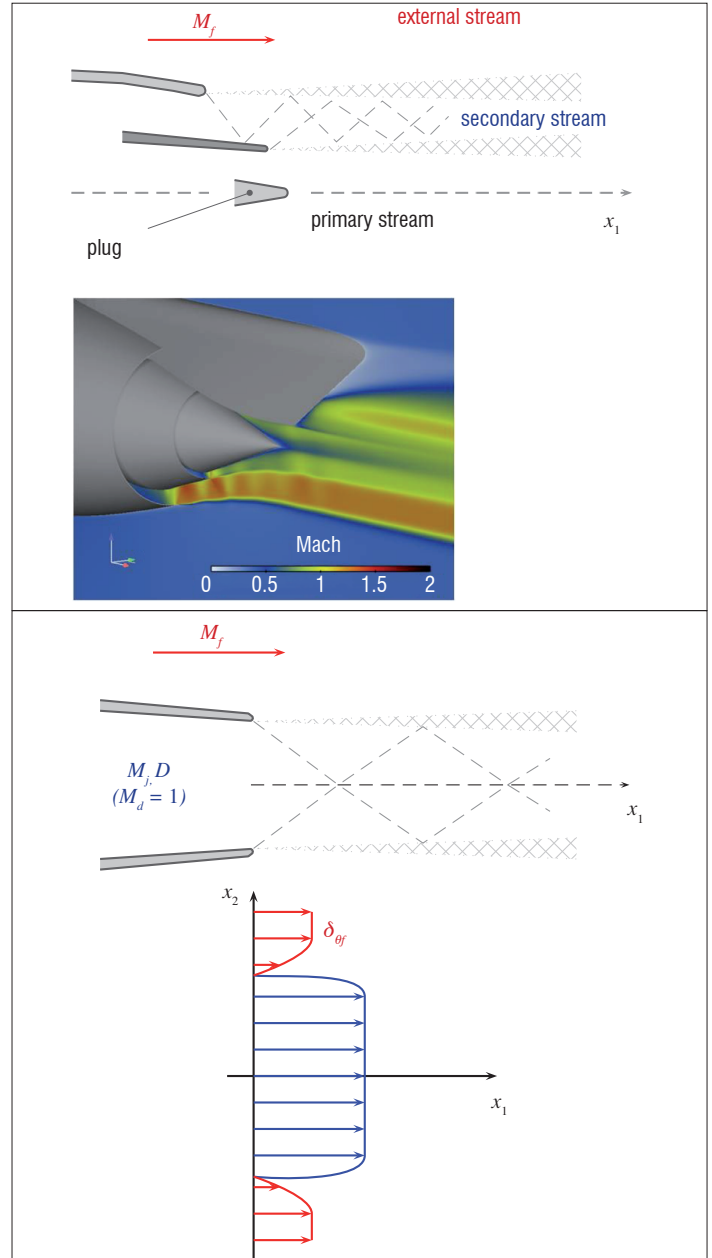 M_f
external stream
secondary stream
primary stream
x_1
plug
Mach
0 0.5 1 1.5 2
M_f
M_j, D
(M_d = 1)
x_1
x_2
δ_θf
x_1